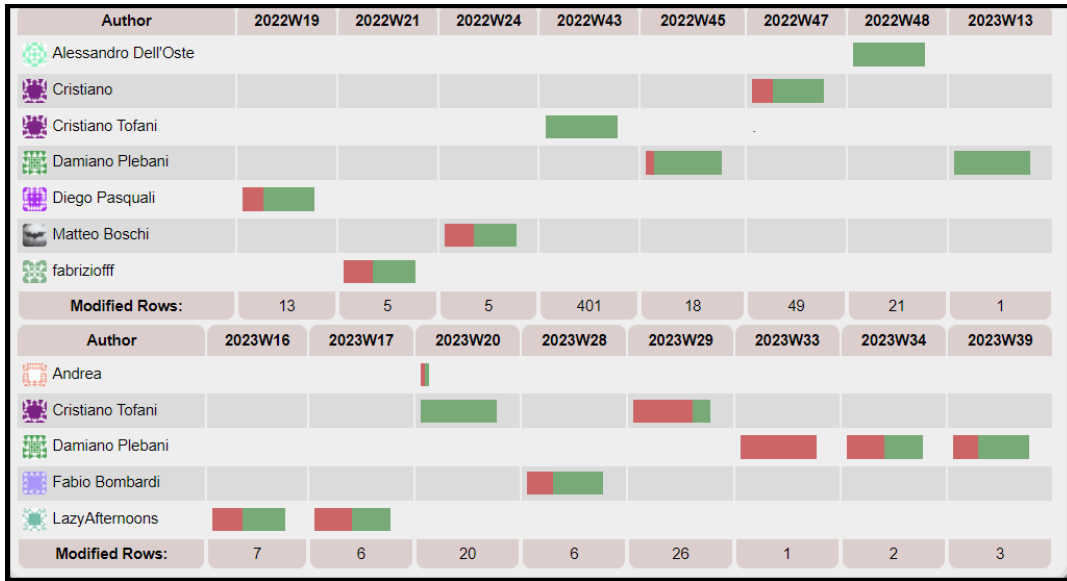 Author 2022W19 2022W21 2022W24 2022W43 2022W45 2022W47 2022W48 2023W13
Alessandro Dell'Oste
Cristiano
Cristiano Tofani
Damiano Plebani
Diego Pasquali
Matteo Boschi
fabriziofff
Modified Rows: 13 5 5 401 18 49 21 1
Author 2023W16 2023W17 2023W20 2023W28 2023W29 2023W33 2023W34 2023W39
Andrea
Cristiano Tofani
Damiano Plebani
Fabio Bombardi
LazyAfternoons
Modified Rows: 7 6 20 6 26 1 2 3